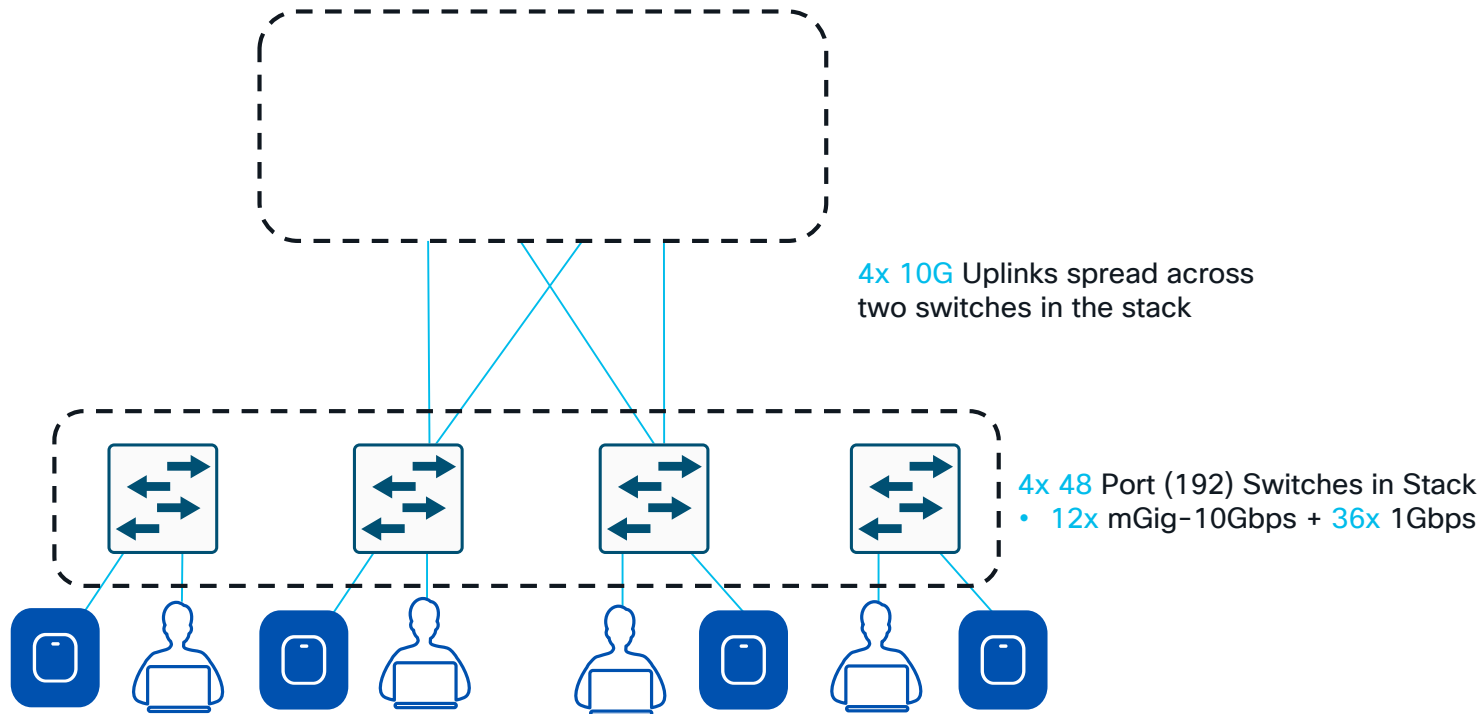 4x 10G Uplinks spread across
two switches in the stack
4x 48 Port (192) Switches in Stack
• 12x mGig-10Gbps + 36x 1Gbps